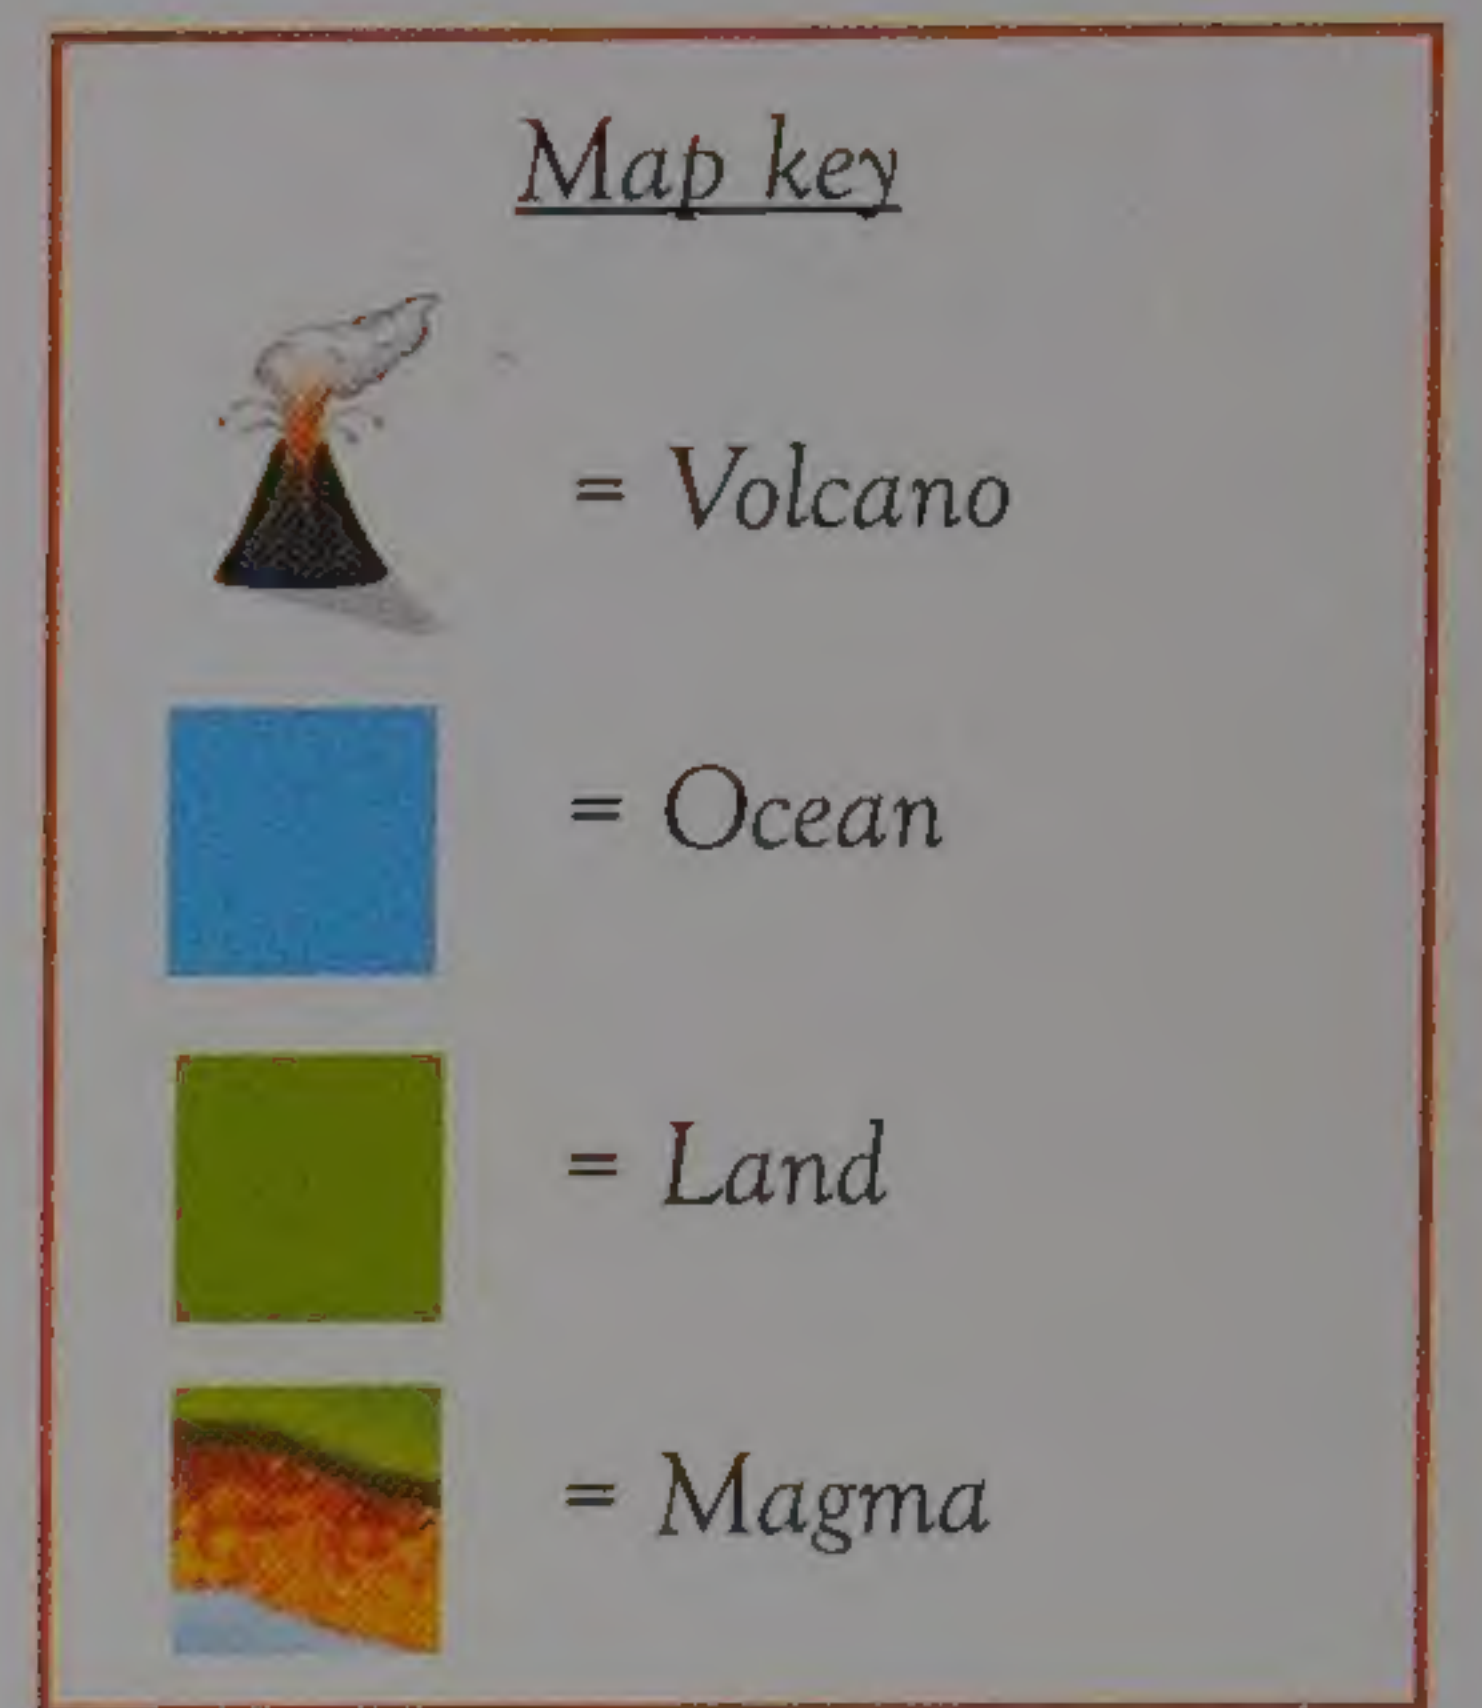 Map key
= Volcano
= Ocean
= Land
= Magma